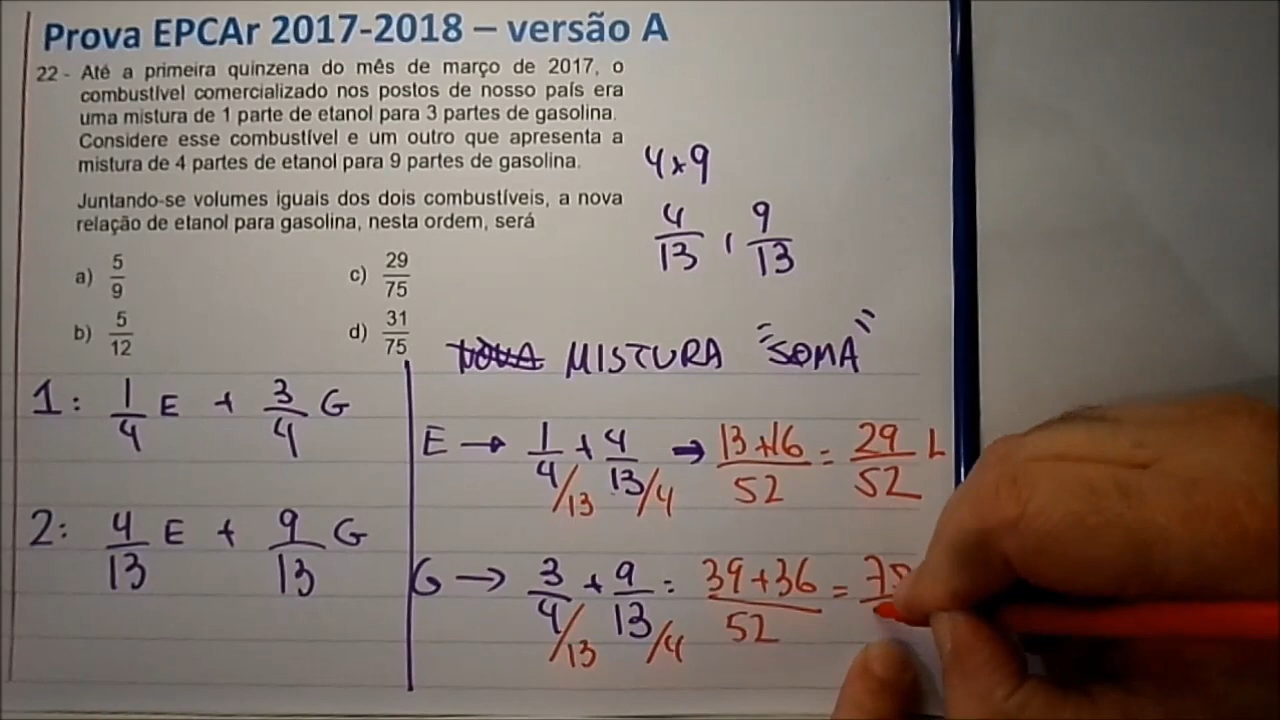 Prova EPCAr 2017-2018 – versão A
22 - Até a primeira quinzena do mês de março de 2017, o
combustível comercializado nos postos de nosso país era
uma mistura de 1 parte de etanol para 3 partes de gasolina.
Considere esse combustível e um outro que apresenta a
mistura de 4 partes de etanol para 9 partes de gasolina.
Juntando-se volumes iguais dos dois combustíveis, a nova
relação de etanol para gasolina, nesta ordem, será
a) 5/9
c) 29/75
b) 5/12
d) 31/75
4 x 9
4/13 , 9/13
MISTURA "SOMA"
1: 1/4 E + 3/4 G
2: 4/13 E + 9/13 G
E → 1/4 /13 + 4/13 /4 → 13+16/52 = 29/52 L
G → 3/4 /13 + 9/13 /4 = 39+36/52 =